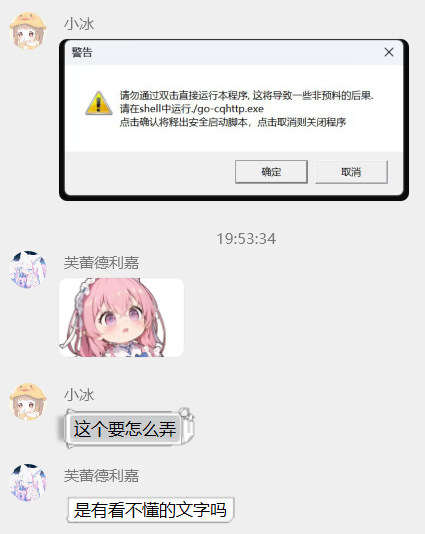 小冰
警告
请勿通过双击直接运行本程序, 这将导致一些非预料的后果.
请在shell中运行./go-cqhttp.exe
点击确认将释出安全启动脚本，点击取消则关闭程序
确定
取消
19:53:34
芙蕾德利嘉
小冰
这个要怎么弄
芙蕾德利嘉
是有看不懂的文字吗